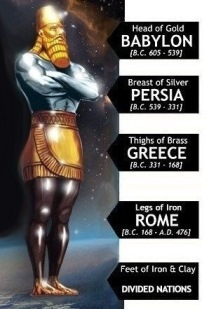 Head of Gold
BABYLON
[B.C. 605 - 539]
Breast of Silver
PERSIA
[B.C. 539 - 331]
Thighs of Brass
GREECE
[B.C. 331 - 168]
Legs of Iron
ROME
[B.C. 168 - A.D. 476]
Feet of Iron & Clay
DIVIDED NATIONS